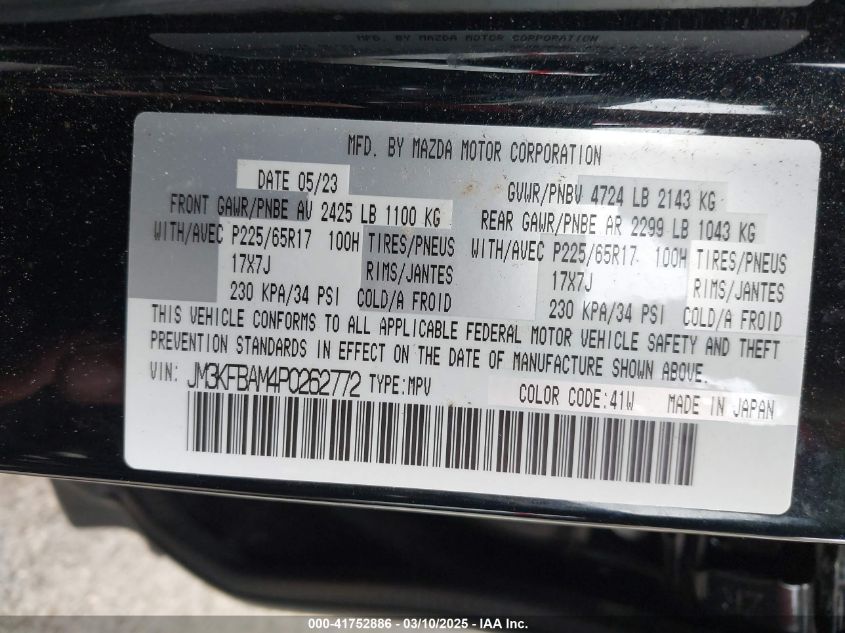 MFD. BY MAZDA MOTOR CORPORATION
MFD. BY MAZDA MOTOR CORPORATION
DATE 05/23 GVWR/PNBV 4724 LB 2143 KG
FRONT GAWR/PNBE AV 2425 LB 1100 KG REAR GAWR/PNBE AR 2299 LB 1043 KG
WITH/AVEC P225/65R17 100H TIRES/PNEUS WITH/AVEC P225/65R17 100H TIRES/PNEUS
17X7J RIMS/JANTES 17X7J RIMS/JANTES
230 KPA/34 PSI COLD/A FROID 230 KPA/34 PSI COLD/A FROID
THIS VEHICLE CONFORMS TO ALL APPLICABLE FEDERAL MOTOR VEHICLE SAFETY AND THEFT
PREVENTION STANDARDS IN EFFECT ON THE DATE OF MANUFACTURE SHOWN ABOVE.
VIN: JM3KFBAM4P0262772 TYPE:MPV COLOR CODE:41W MADE IN JAPAN
000-41752886 - 03/10/2025 - IAA Inc.